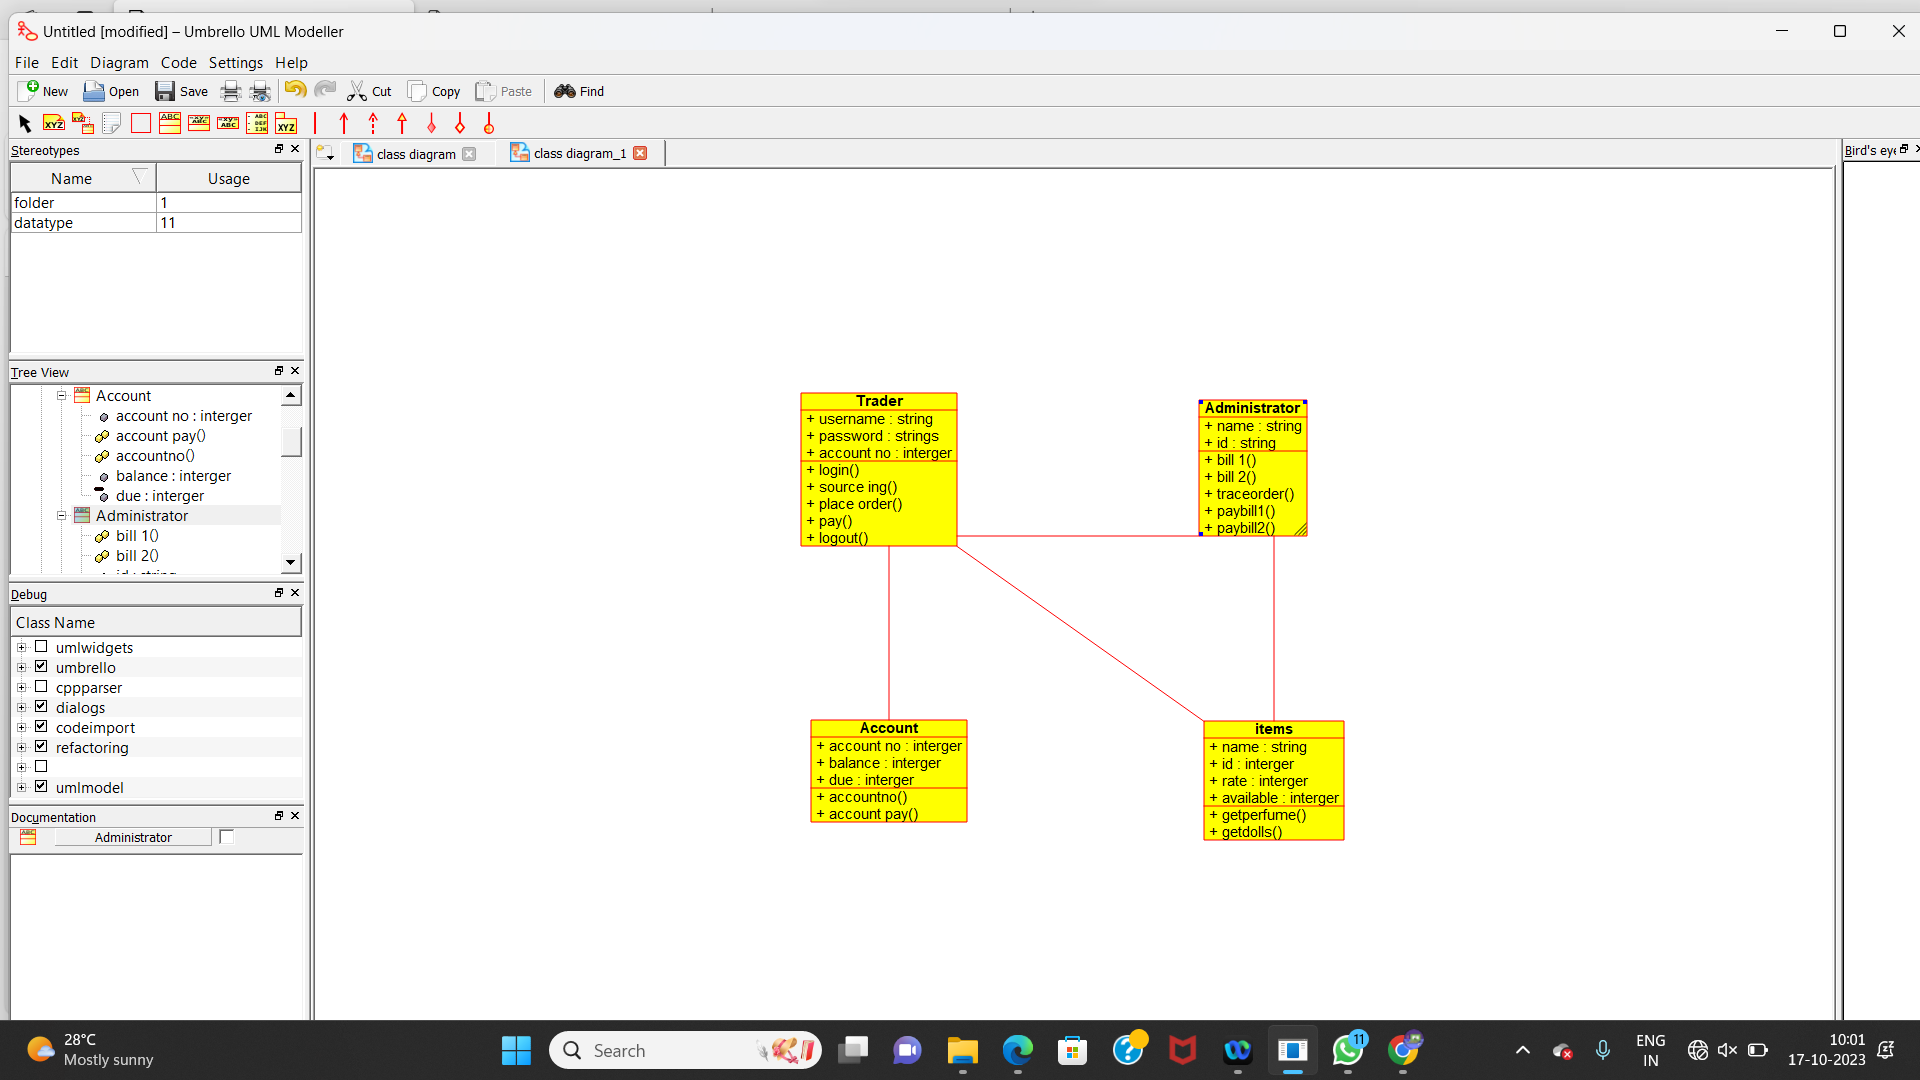 Untitled [modified] – Umbrello UML Modeller
File Edit Diagram Code Settings Help
New Open Save Cut Copy Paste Find
Stereotypes
Name Usage
folder 1
datatype 11
Tree View
Account
account no : interger
account pay()
accountno()
balance : interger
due : interger
Administrator
bill 1()
bill 2()
Debug
Class Name
umlwidgets
umbrello
cppparser
dialogs
codeimport
refactoring
umlmodel
Documentation
Administrator
class diagram
class diagram_1
Bird's eye
Trader
+ username : string
+ password : strings
+ account no : interger
+ login()
+ source ing()
+ place order()
+ pay()
+ logout()
Administrator
+ name : string
+ id : string
+ bill 1()
+ bill 2()
+ traceorder()
+ paybill1()
+ paybill2()
Account
+ account no : interger
+ balance : interger
+ due : interger
+ accountno()
+ account pay()
items
+ name : string
+ id : interger
+ rate : interger
+ available : interger
+ getperfume()
+ getdolls()
28°C
Mostly sunny
Search
11
ENG
IN
10:01
17-10-2023